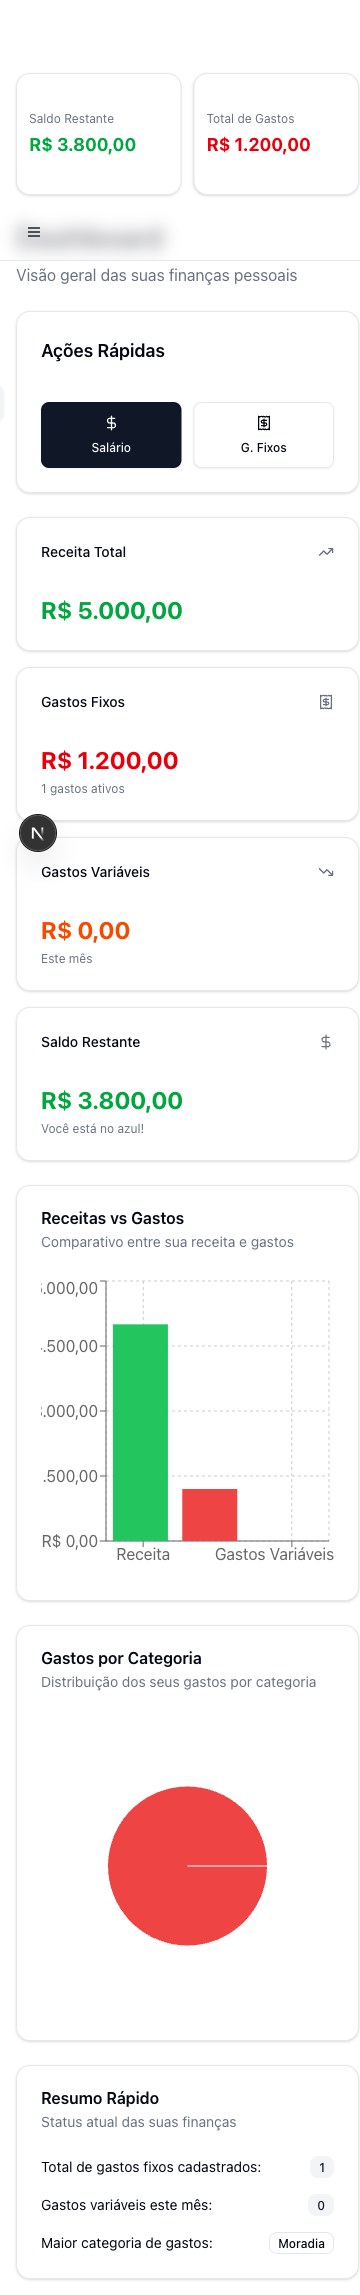 Saldo Restante
R$ 3.800,00
Total de Gastos
R$ 1.200,00
Dashboard
Visão geral das suas finanças pessoais
Ações Rápidas
Salário
G. Fixos
Receita Total
R$ 5.000,00
Gastos Fixos
R$ 1.200,00
1 gastos ativos
N
Gastos Variáveis
R$ 0,00
Este mês
Saldo Restante
R$ 3.800,00
Você está no azul!
Receitas vs Gastos
Comparativo entre sua receita e gastos
.000,00
.500,00
.000,00
.500,00
R$ 0,00
Receita
Gastos Variáveis
Gastos por Categoria
Distribuição dos seus gastos por categoria
Resumo Rápido
Status atual das suas finanças
Total de gastos fixos cadastrados:
1
Gastos variáveis este mês:
0
Maior categoria de gastos:
Moradia